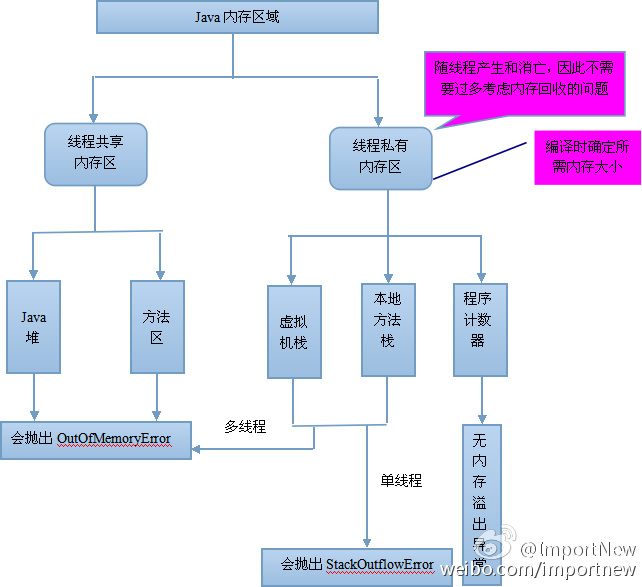 Java 内存区域
随线程产生和消亡，因此不需
要过多考虑内存回收的问题
线程共享
内存区
线程私有
内存区
编译时确定所
需内存大小
Java
堆
方法
区
虚拟
机栈
本地
方法
栈
程序
计数
器
会抛出 OutOfMemoryError
多线程
单线程
无
内
存
溢
出
异
常
会抛出 StackOutflowError
@ImportNew
weibo.com/importnew